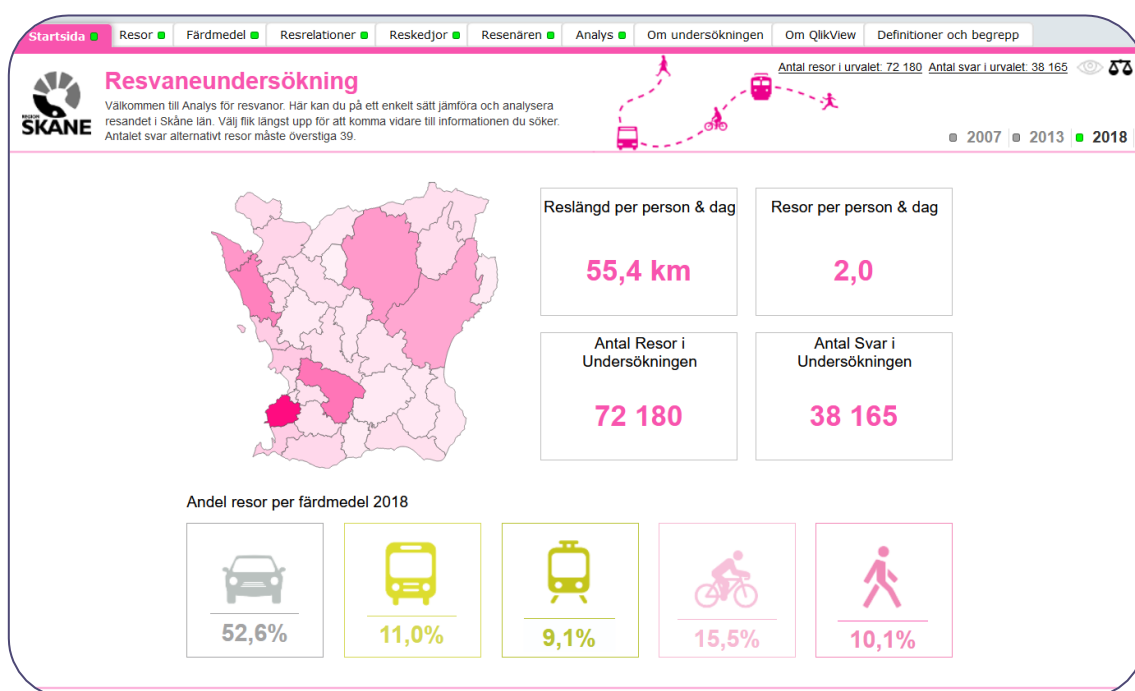 Startsida Resor Färdmedel Resrelationer Reskedjor Resenären Analys Om undersökningen Om QlikView Definitioner och begrepp
Antal resor i urvalet: 72 180 Antal svar i urvalet: 38 165
REGION
SKÅNE
Resvaneundersökning
Välkommen till Analys för resvanor. Här kan du på ett enkelt sätt jämföra och analysera
resandet i Skåne län. Välj flik längst upp för att komma vidare till informationen du söker.
Antalet svar alternativt resor måste överstiga 39.
2007 2013 2018
Reslängd per person & dag
55,4 km
Resor per person & dag
2,0
Antal Resor i
Undersökningen
72 180
Antal Svar i
Undersökningen
38 165
Andel resor per färdmedel 2018
52,6%
11,0%
9,1%
15,5%
10,1%